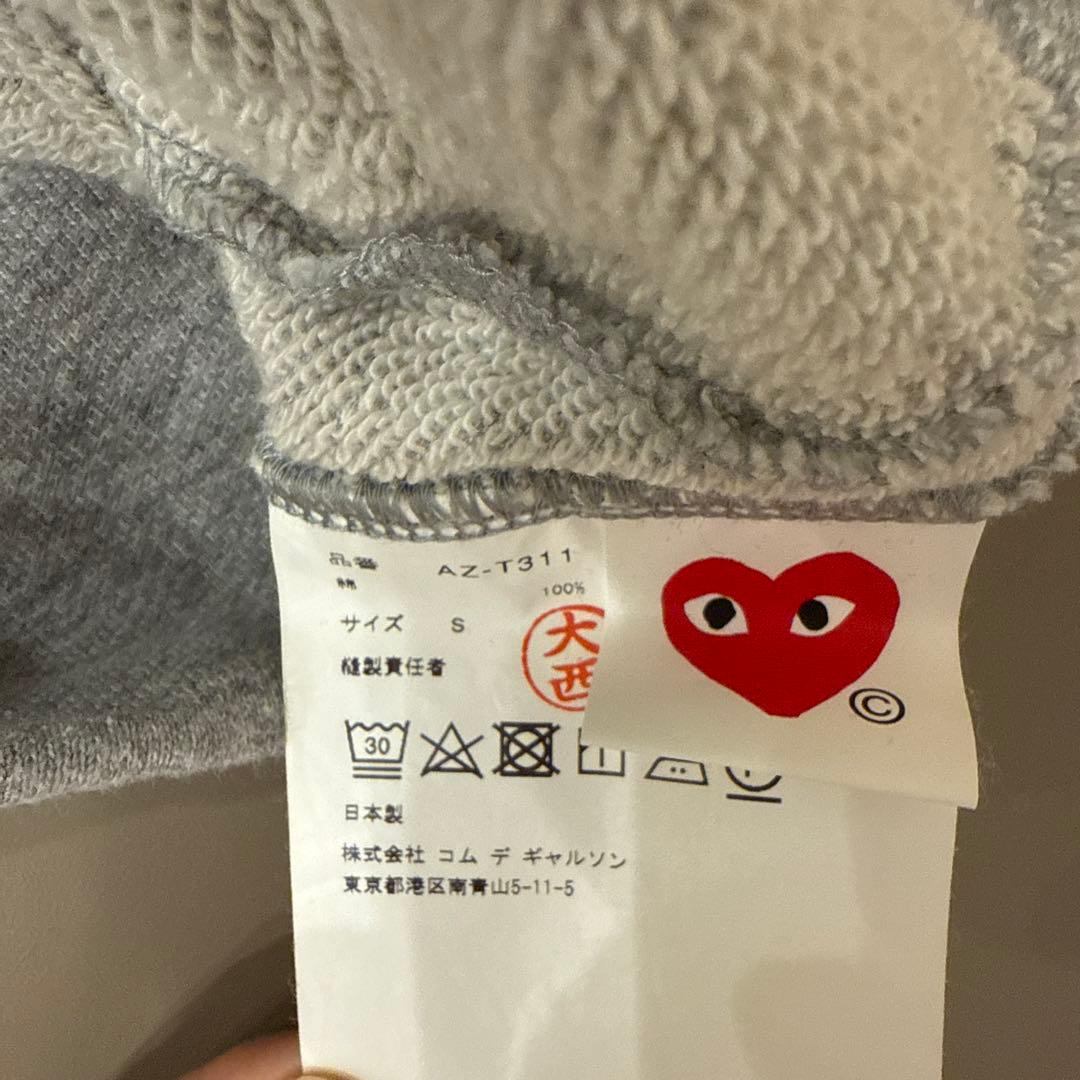 品番 AZ-T311
綿 100%
サイズ S
縫製責任者
大西
30
日本製
株式会社 コム デ ギャルソン
東京都港区南青山5-11-5
©